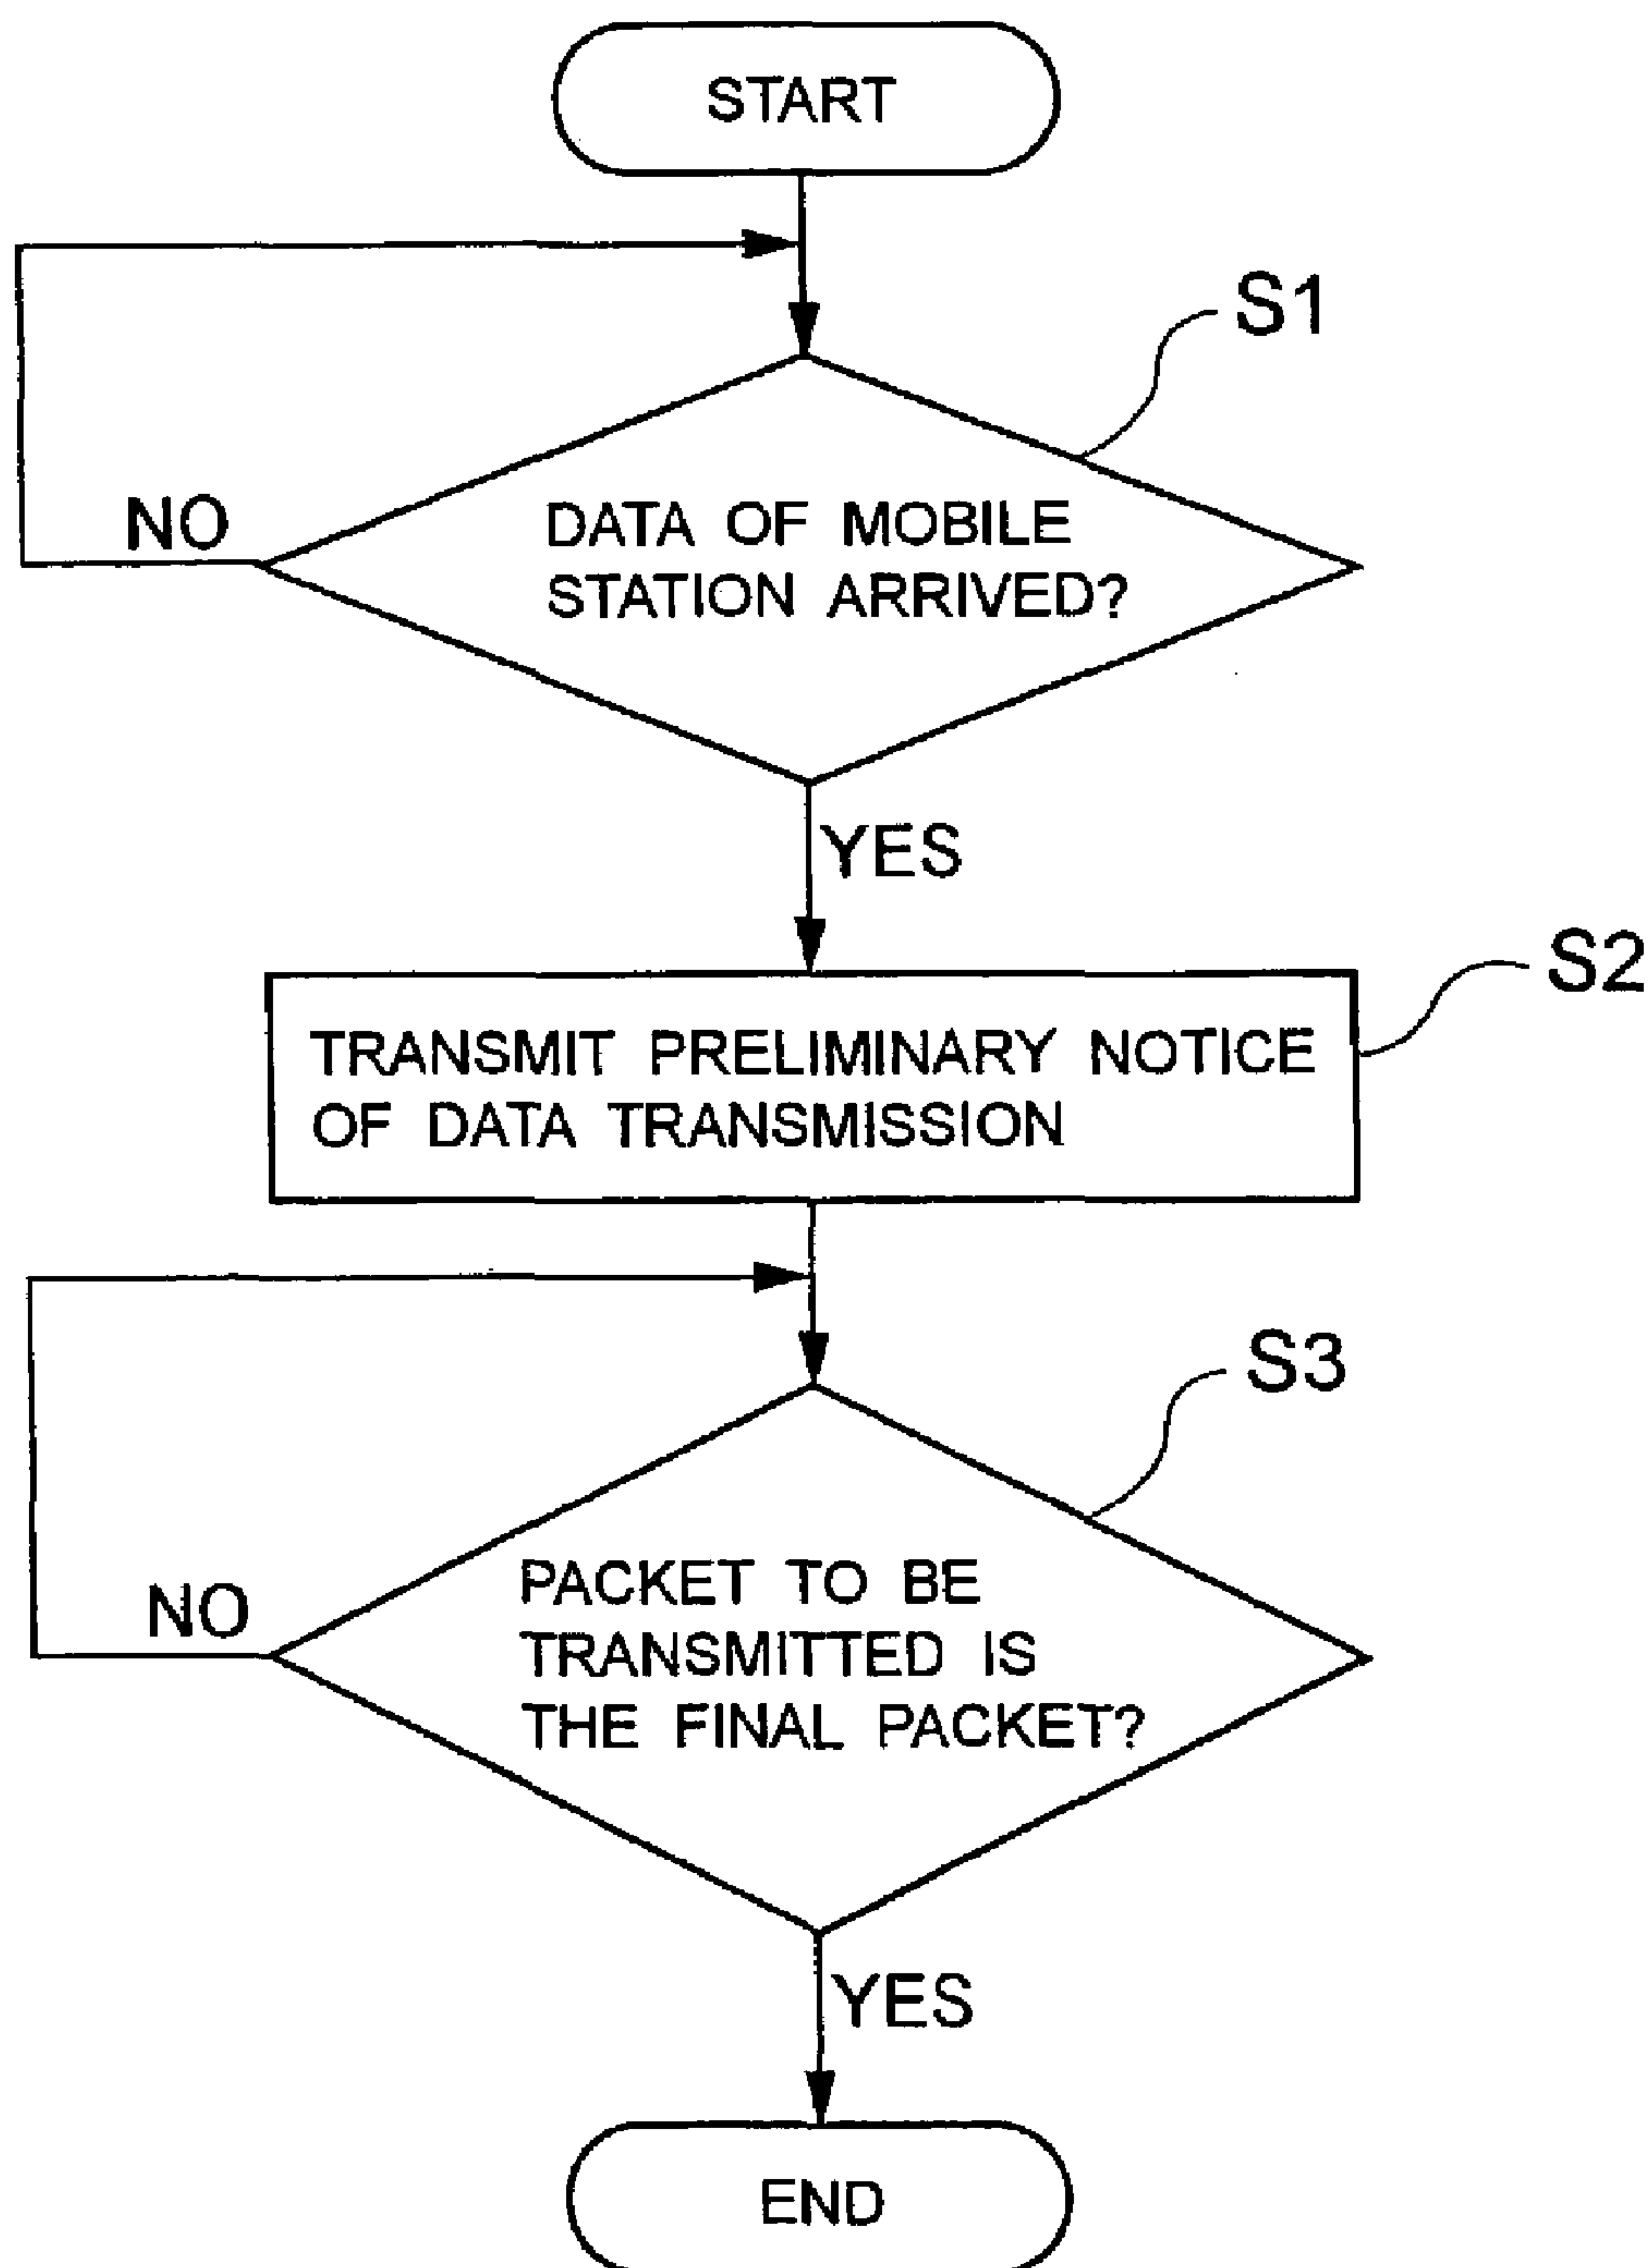 START
S1
NO
DATA OF MOBILE
STATION ARRIVED?
YES
S2
TRANSMIT PRELIMINARY NOTICE
OF DATA TRANSMISSION
S3
NO
PACKET TO BE
TRANSMITTED IS
THE FINAL PACKET?
YES
END